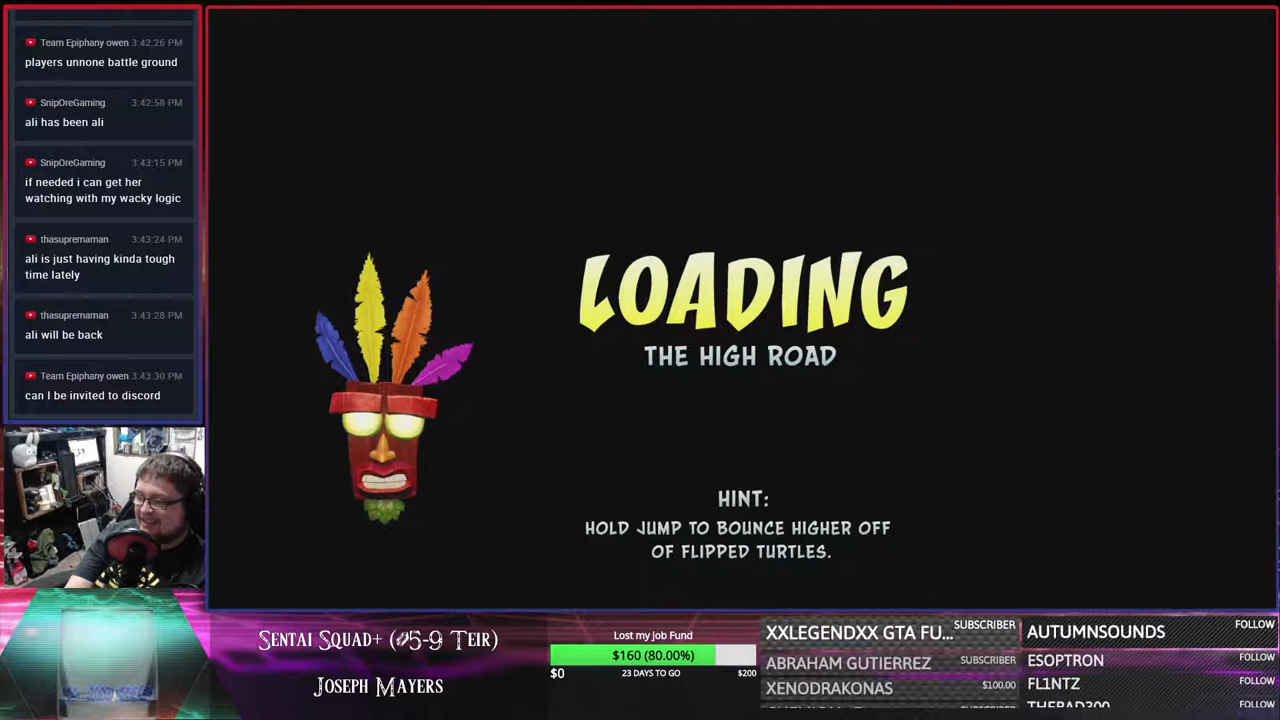 Team Epiphany owen 3:42:26 PM
players unnone battle ground
SnipOreGaming 3:42:58 PM
ali has been ali
SnipOreGaming 3:43:15 PM
if needed i can get her
watching with my wacky logic
thasupremaman 3:43:24 PM
ali is just having kinda tough
time lately
thasupremaman 3:43:28 PM
ali will be back
Team Epiphany owen 3:43:30 PM
can I be invited to discord
LOADING
THE HIGH ROAD
HINT:
HOLD JUMP TO BOUNCE HIGHER OFF
OF FLIPPED TURTLES.
Sentai Squad+ (#5-9 Teir)
Joseph Mayers
Lost my Job Fund
$160 (80.00%)
$0 23 DAYS TO GO $200
XXLEGENDXX GTA FU... SUBSCRIBER
ABRAHAM GUTIERREZ SUBSCRIBER
XENODRAKONAS $100.00
AUTUMNSOUNDS FOLLOW
ESOPTRON FOLLOW
FL1NTZ FOLLOW
THEBAD300 FOLLOW